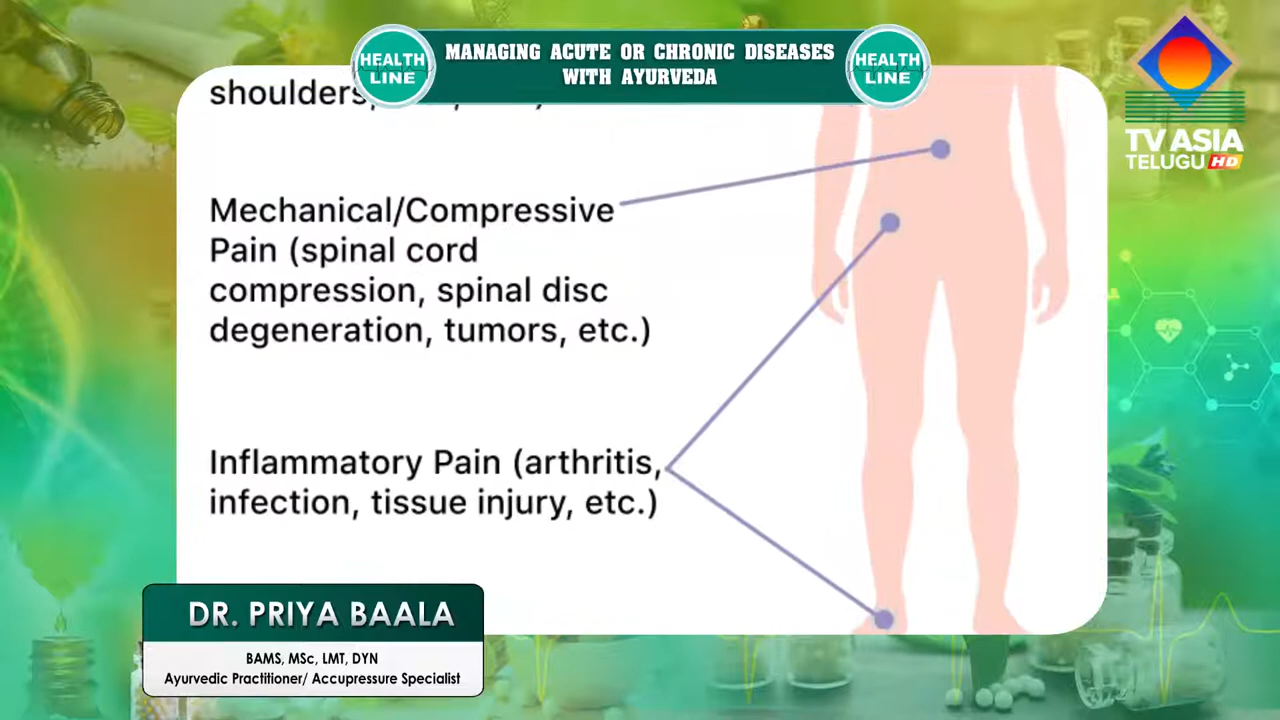 HEALTH
LINE
MANAGING ACUTE OR CHRONIC DISEASES
WITH AYURVEDA
HEALTH
LINE
TV ASIA
TELUGU HD
shoulders,
Mechanical/Compressive
Pain (spinal cord
compression, spinal disc
degeneration, tumors, etc.)
Inflammatory Pain (arthritis,
infection, tissue injury, etc.)
DR. PRIYA BAALA
BAMS, MSc, LMT, DYN
Ayurvedic Practitioner/ Accupressure Specialist